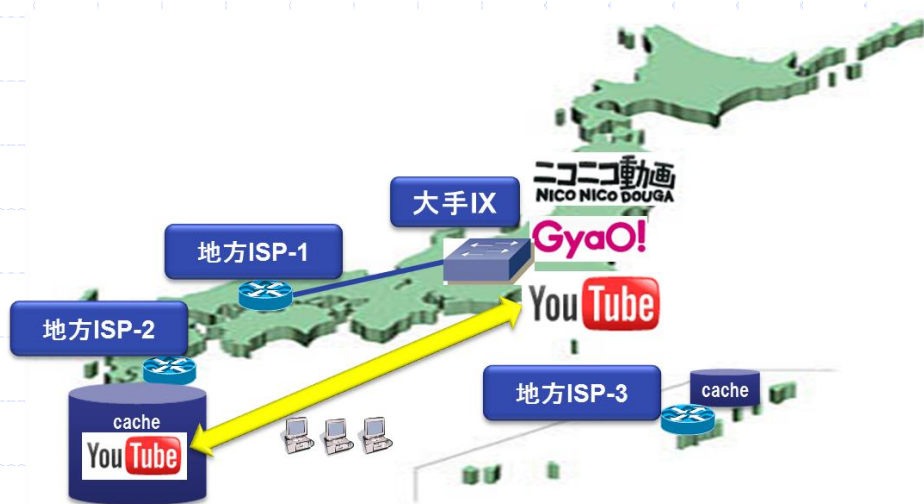 ニコニコ動画
NICO NICO DOUGA
大手IX
GyaO!
地方ISP-1
YouTube
地方ISP-2
地方ISP-3
cache
cache
YouTube